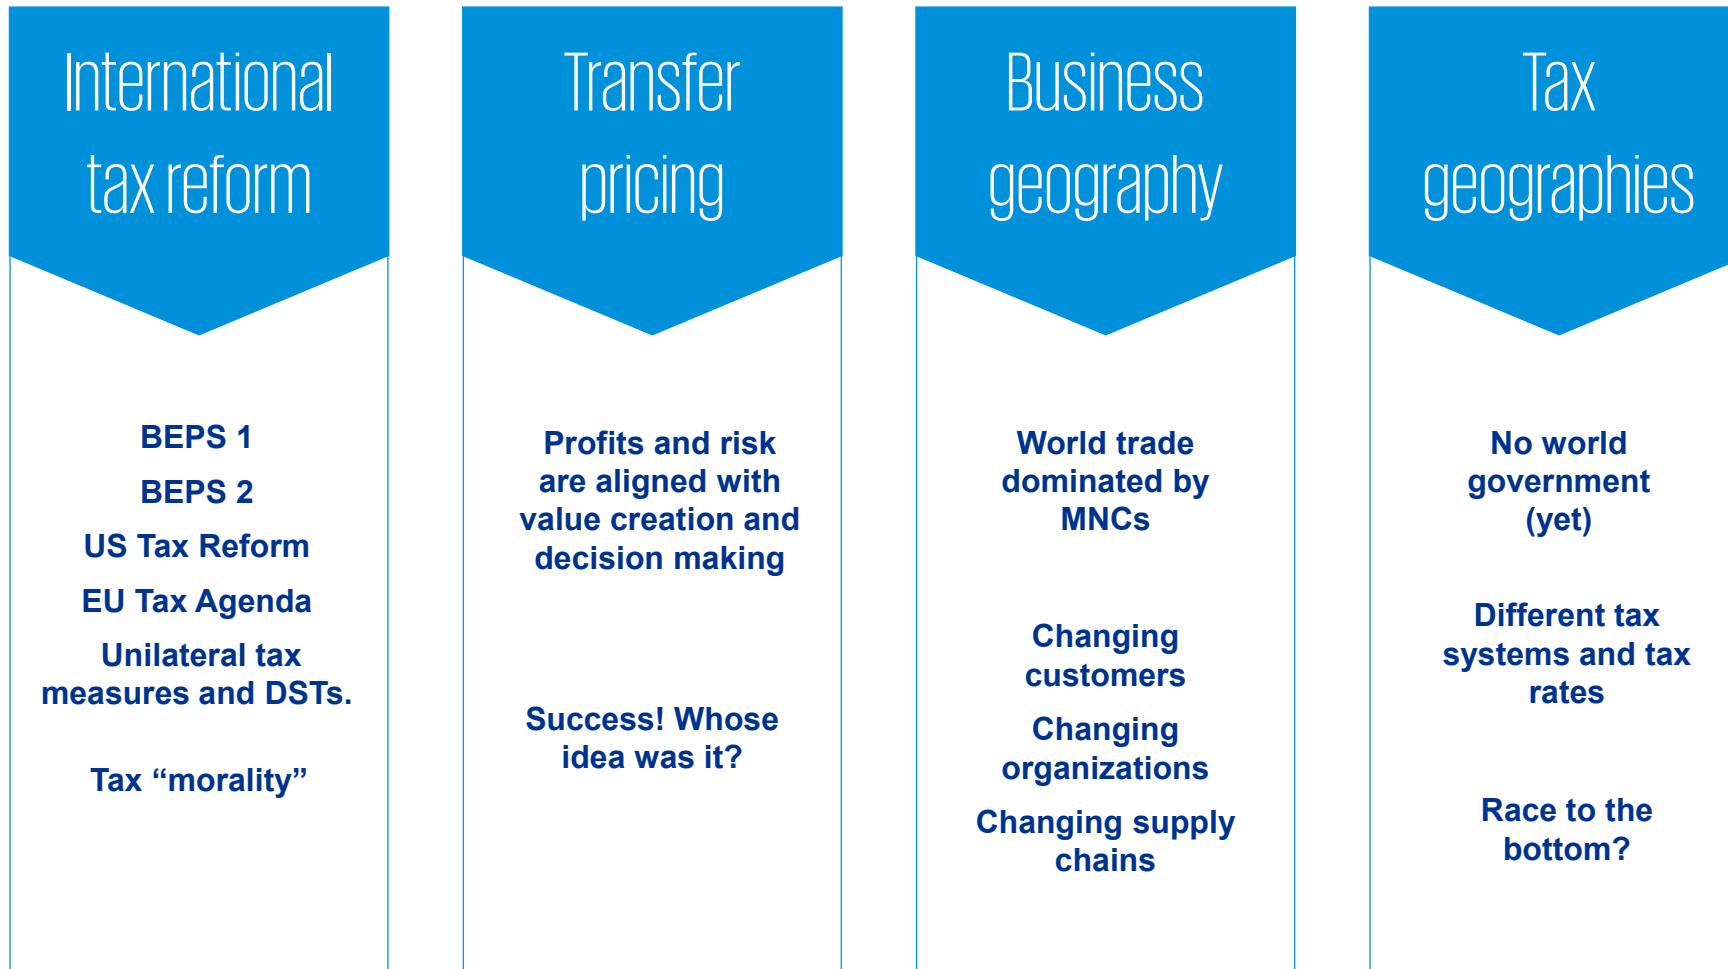 International
tax reform
BEPS 1
BEPS 2
US Tax Reform
EU Tax Agenda
Unilateral tax
measures and DSTs.
Tax “morality”
Transfer
pricing
Profits and risk
are aligned with
value creation and
decision making
Success! Whose
idea was it?
Business
geography
World trade
dominated by
MNCs
Changing
customers
Changing
organizations
Changing supply
chains
Tax
geographies
No world
government
(yet)
Different tax
systems and tax
rates
Race to the
bottom?